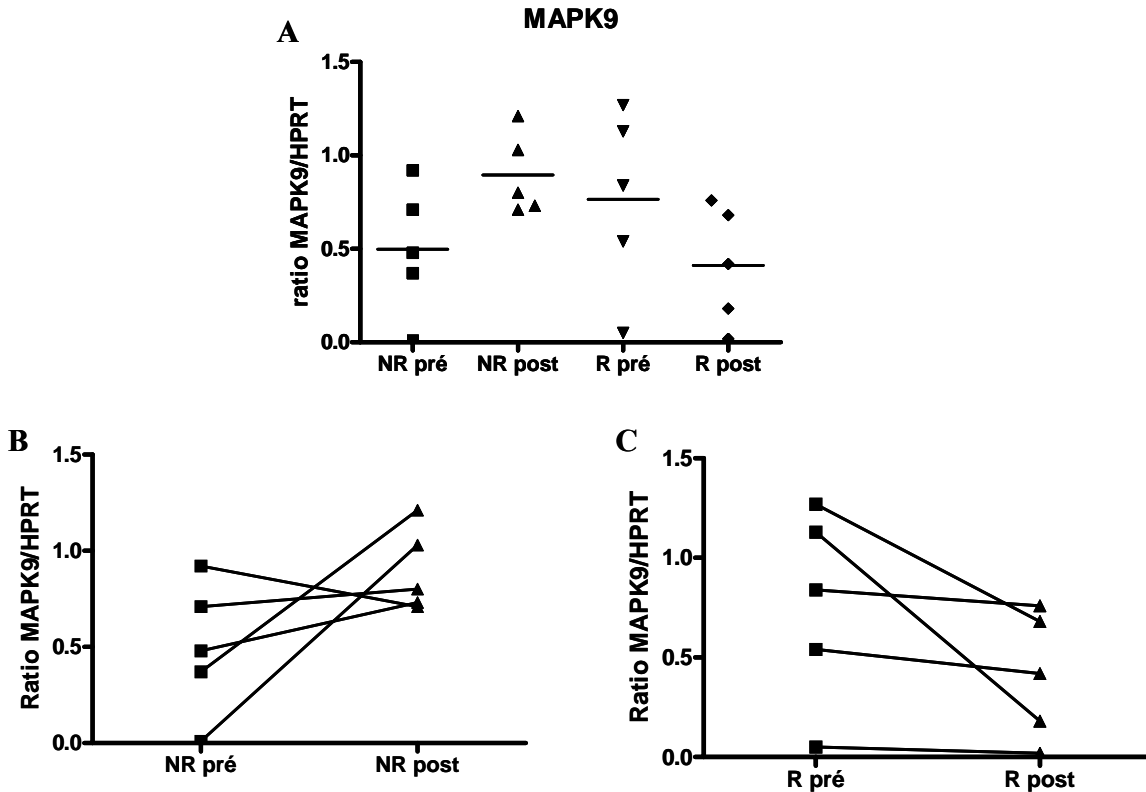 MAPK9
A
ratio MAPK9/HPRT
1.5
1.0
0.5
0.0
NR pré NR post R pré R post
B
Ratio MAPK9/HPRT
1.5
1.0
0.5
0.0
NR pré NR post
C
Ratio MAPK9/HPRT
1.5
1.0
0.5
0.0
R pré R post